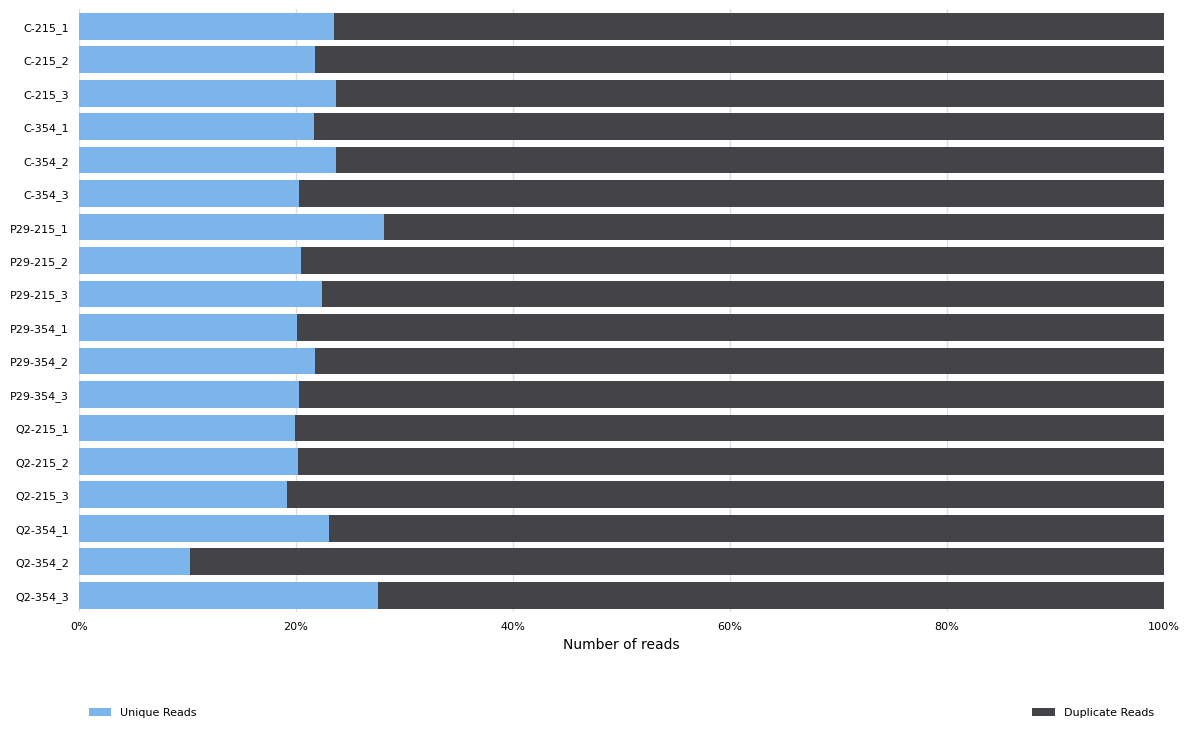 C-215_1
C-215_2
C-215_3
C-354_1
C-354_2
C-354_3
P29-215_1
P29-215_2
P29-215_3
P29-354_1
P29-354_2
P29-354_3
Q2-215_1
Q2-215_2
Q2-215_3
Q2-354_1
Q2-354_2
Q2-354_3
0% 20% 40% 60% 80% 100%
Number of reads
Unique Reads Duplicate Reads